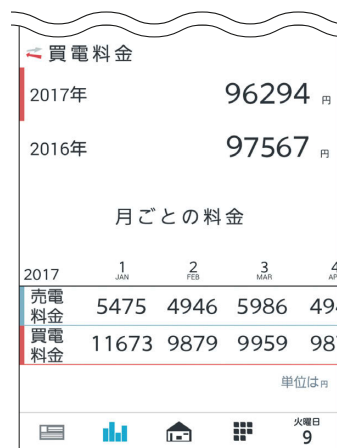 買電料金
2017年 96294 円
2016年 97567 円
月ごとの料金
2017 1 2 3 4
JAN FEB MAR
売電料金 5475 4946 5986
買電料金 11673 9879 9959
単位は円
火曜日
9